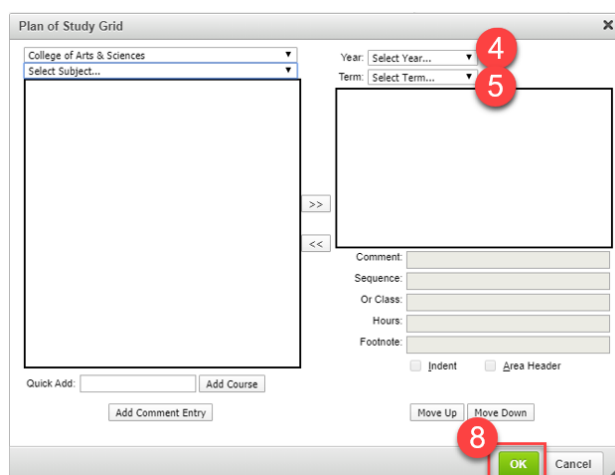 Plan of Study Grid
College of Arts & Sciences
Select Subject...
Year: Select Year...
4
Term: Select Term...
5
>>
<<
Comment:
Sequence:
Or Class:
Hours:
Footnote:
Indent
Area Header
Quick Add:
Add Course
Add Comment Entry
Move Up
Move Down
8
OK
Cancel